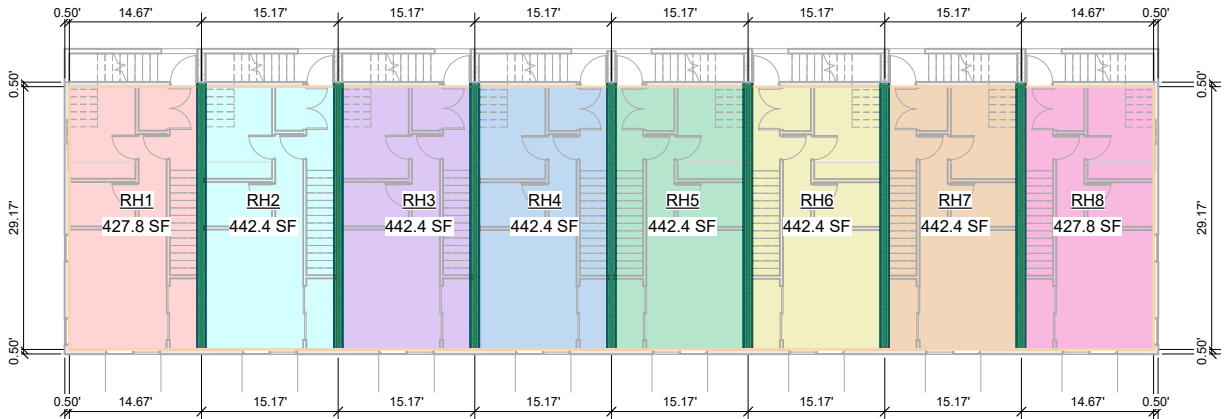 0.50' 14.67' 15.17' 15.17' 15.17' 15.17' 15.17' 15.17' 14.67' 0.50'
0.50' 0.50'
RH1 RH2 RH3 RH4 RH5 RH6 RH7 RH8
427.8 SF 442.4 SF 442.4 SF 442.4 SF 442.4 SF 442.4 SF 442.4 SF 427.8 SF
29.17' 29.17'
0.50' 0.50'
0.50' 14.67' 15.17' 15.17' 15.17' 15.17' 15.17' 15.17' 14.67' 0.50'